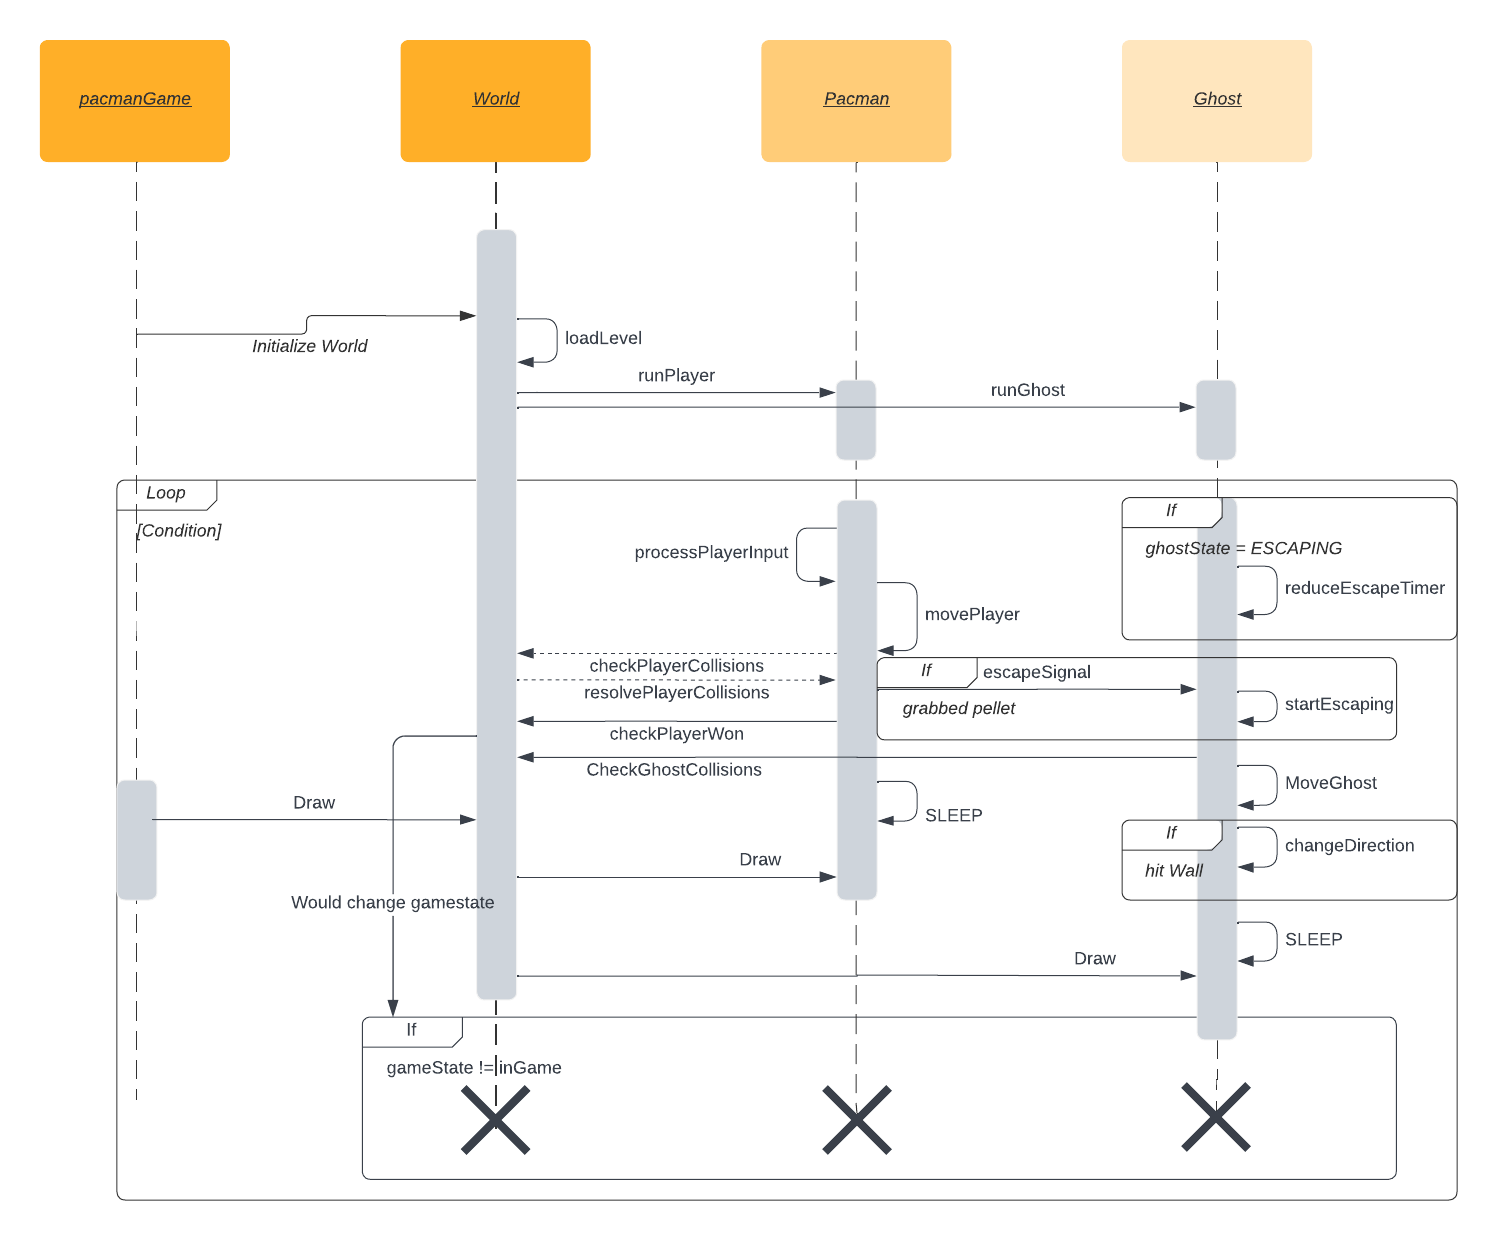 pacmanGame
World
Pacman
Ghost
Initialize World
loadLevel
runPlayer
runGhost
Loop
[Condition]
If
ghostState = ESCAPING
processPlayerInput
reduceEscapeTimer
movePlayer
checkPlayerCollisions
If
escapeSignal
resolvePlayerCollisions
grabbed pellet
startEscaping
checkPlayerWon
CheckGhostCollisions
MoveGhost
Draw
SLEEP
If
changeDirection
hit Wall
Draw
Would change gamestate
SLEEP
Draw
If
gameState != inGame